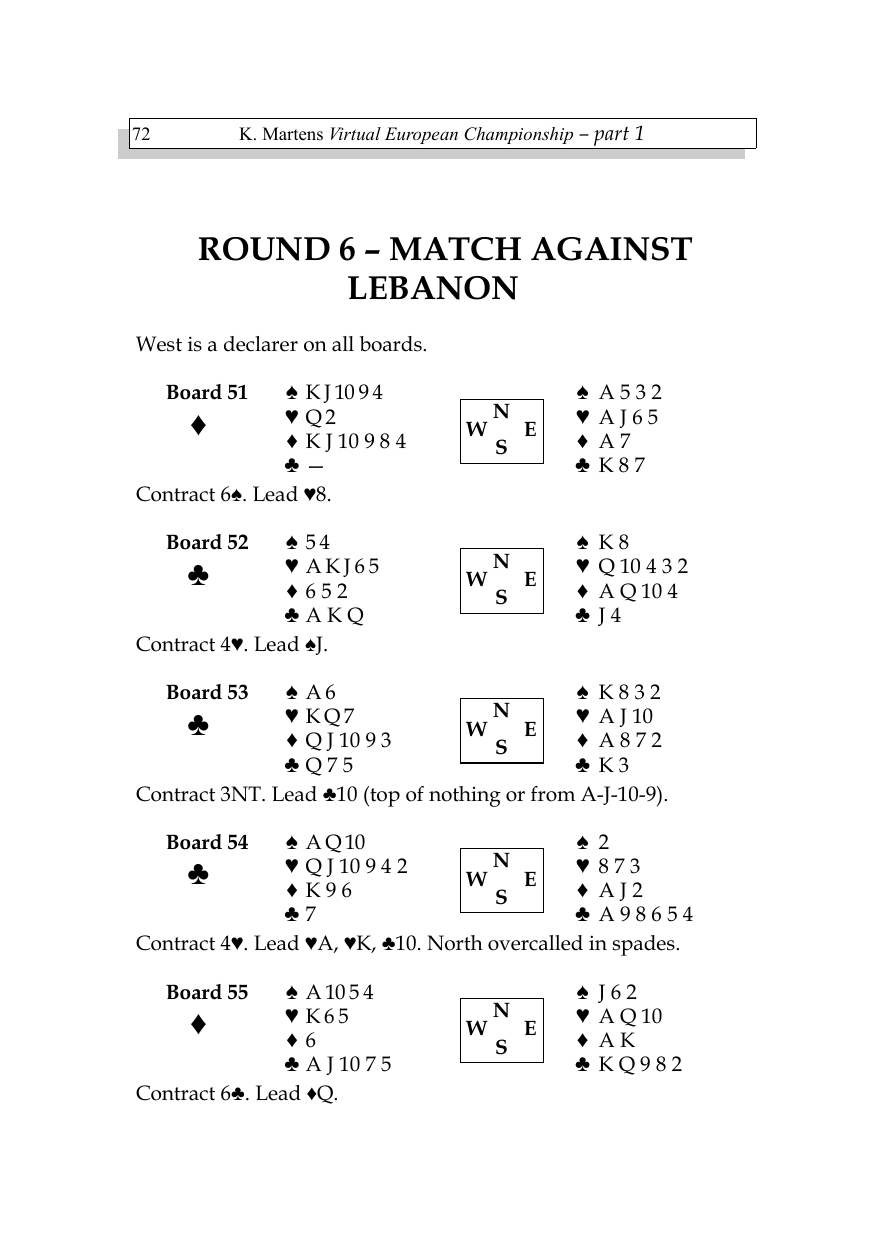 72 K. Martens Virtual European Championship – part 1
ROUND 6 – MATCH AGAINST
LEBANON
West is a declarer on all boards.
Board 51 ♠ K J 10 9 4 ♠ A 5 3 2
♦ ♥ Q 2 N ♥ A J 6 5
♦ K J 10 9 8 4 W E ♦ A 7
♣ — S ♣ K 8 7
Contract 6♠. Lead ♥8.
Board 52 ♠ 5 4 ♠ K 8
♣ ♥ A K J 6 5 N ♥ Q 10 4 3 2
♦ 6 5 2 W E ♦ A Q 10 4
♣ A K Q S ♣ J 4
Contract 4♥. Lead ♠J.
Board 53 ♠ A 6 ♠ K 8 3 2
♣ ♥ K Q 7 N ♥ A J 10
♦ Q J 10 9 3 W E ♦ A 8 7 2
♣ Q 7 5 S ♣ K 3
Contract 3NT. Lead ♣10 (top of nothing or from A-J-10-9).
Board 54 ♠ A Q 10 ♠ 2
♣ ♥ Q J 10 9 4 2 N ♥ 8 7 3
♦ K 9 6 W E ♦ A J 2
♣ 7 S ♣ A 9 8 6 5 4
Contract 4♥. Lead ♥A, ♥K, ♣10. North overcalled in spades.
Board 55 ♠ A 10 5 4 ♠ J 6 2
♦ ♥ K 6 5 N ♥ A Q 10
♦ 6 W E ♦ A K
♣ A J 10 7 5 S ♣ K Q 9 8 2
Contract 6♣. Lead ♦Q.